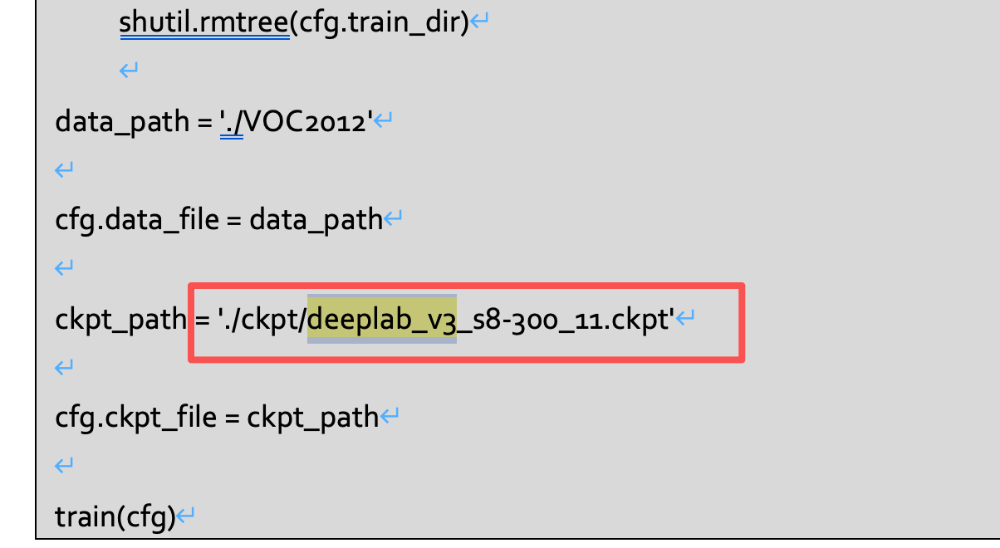 shutil.rmtree(cfg.train_dir)↵
↵
data_path = './VOC2012'↵
↵
cfg.data_file = data_path↵
↵
ckpt_path = './ckpt/deeplab_v3_s8-300_11.ckpt'↵
↵
cfg.ckpt_file = ckpt_path↵
↵
train(cfg)↵